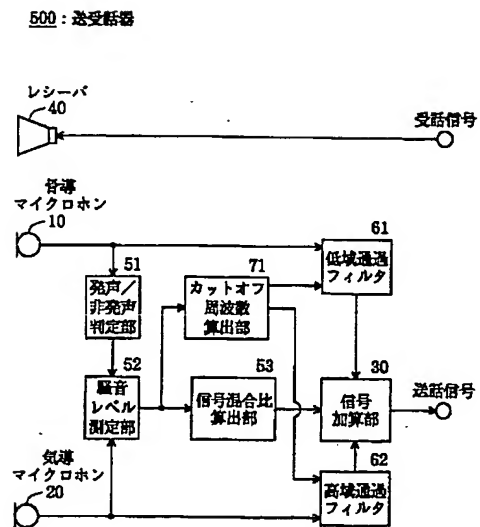 500：送受話器
レシーバ
40
受話信号
骨導
マイクロホン
10
61
低域通過
フィルタ
51
発声／
非発声
判定部
71
カットオフ
周波数
算出部
52
騒音
レベル
測定部
53
信号混合比
算出部
30
信号
加算部
送話信号
気導
マイクロホン
20
62
高域通過
フィルタ